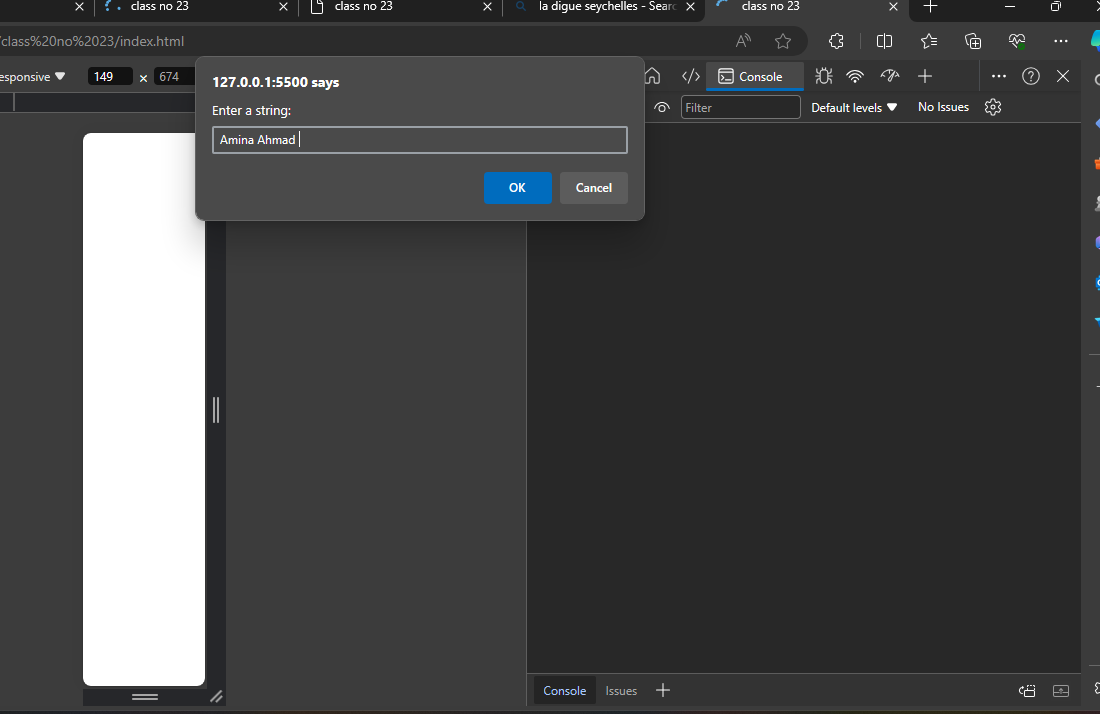 class no 23
class no 23
la digue seychelles - Searc
class no 23
/class%20no%2023/index.html
esponsive
149 × 674
Console
Filter
Default levels
No Issues
127.0.0.1:5500 says
Enter a string:
Amina Ahmad
OK
Cancel
Console
Issues